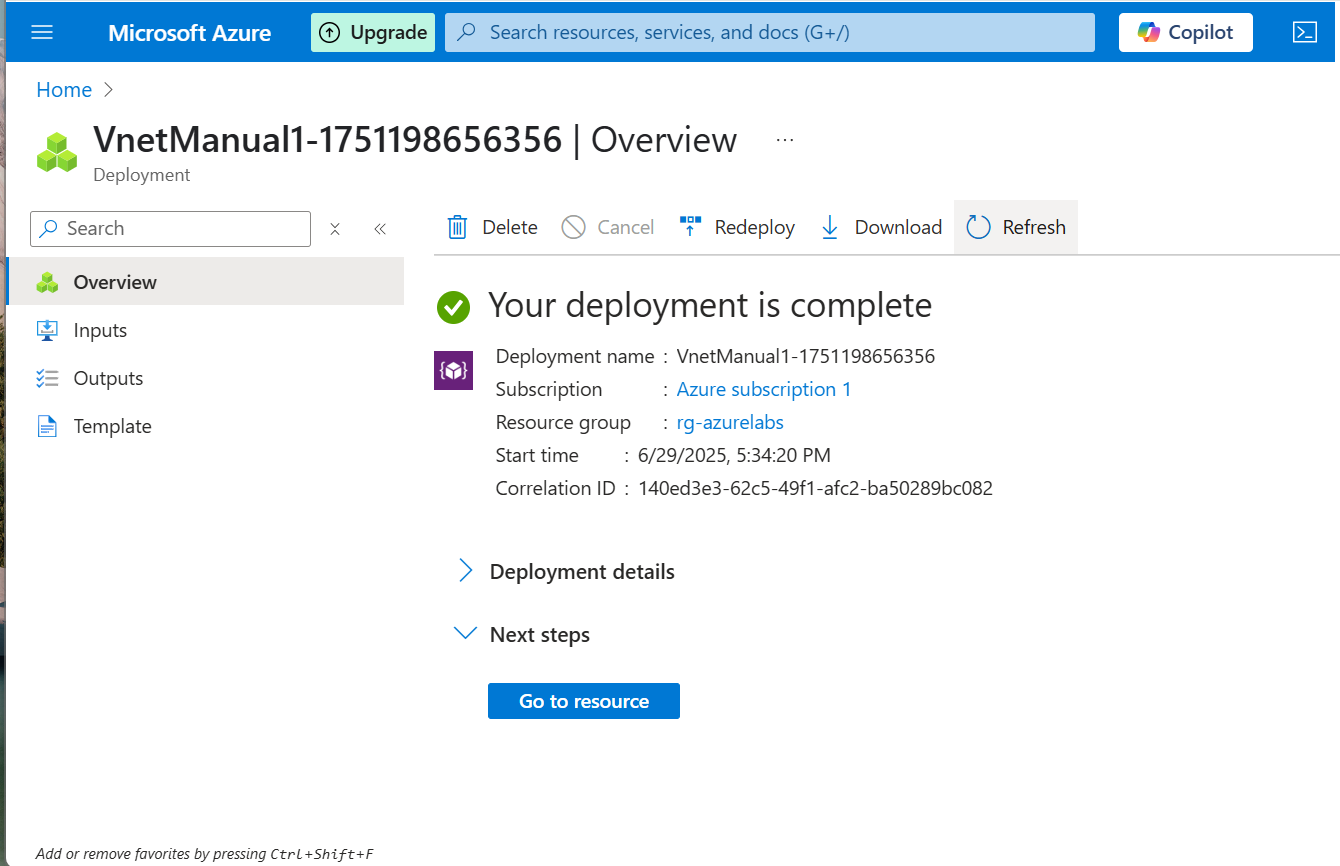 Microsoft Azure
Upgrade
Search resources, services, and docs (G+/)
Copilot
Home
VnetManual1-1751198656356 | Overview
...
Deployment
Search
Delete
Cancel
Redeploy
Download
Refresh
Overview
Inputs
Outputs
Template
Your deployment is complete
Deployment name : VnetManual1-1751198656356
Subscription : Azure subscription 1
Resource group : rg-azurelabs
Start time : 6/29/2025, 5:34:20 PM
Correlation ID : 140ed3e3-62c5-49f1-afc2-ba50289bc082
Deployment details
Next steps
Go to resource
Add or remove favorites by pressing Ctrl+Shift+F